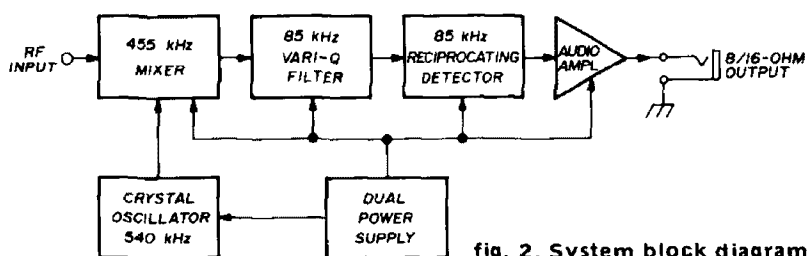 RF
INPUT
455 kHz
MIXER
85 kHz
VARI-Q
FILTER
85 kHz
RECIPROCATING
DETECTOR
AUDIO
AMPL
8/16-OHM
OUTPUT
CRYSTAL
OSCILLATOR
540 kHz
DUAL
POWER
SUPPLY
fig. 2. System block diagram